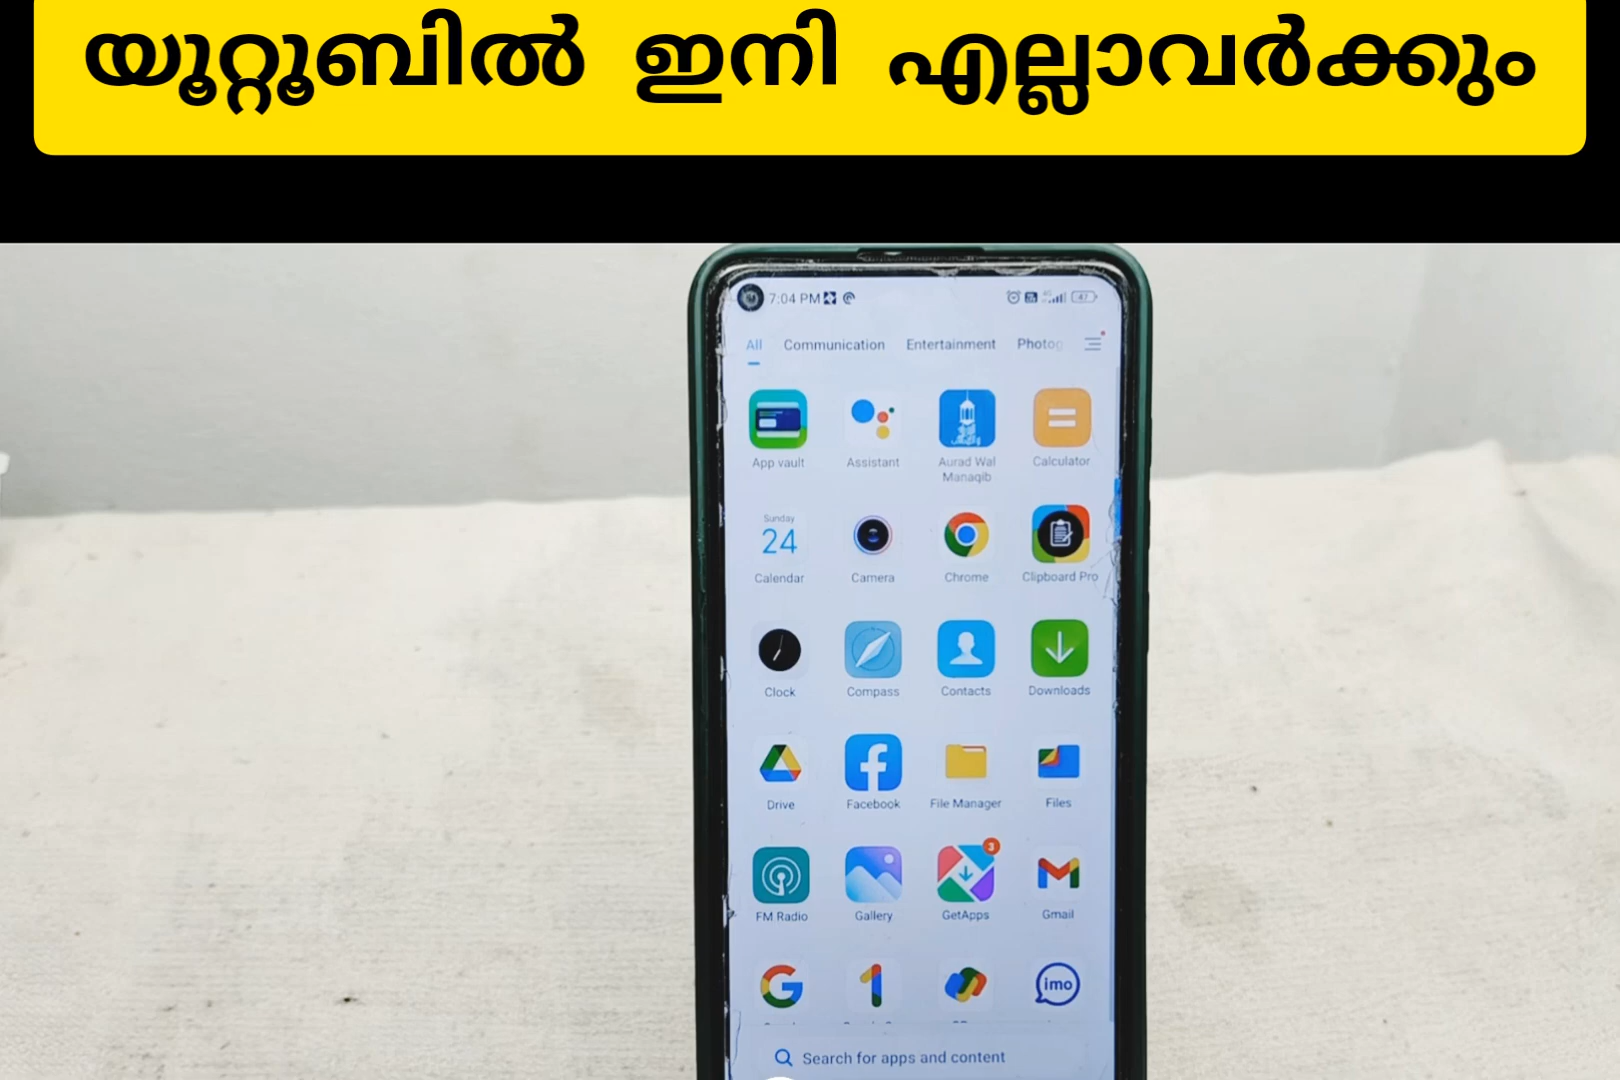 യൂറ്റൂബിൽ ഇനി എല്ലാവർക്കും
7:04 PM 47
All Communication Entertainment Photog
App vault Assistant Aurad Wal Manaqib Calculator
Sunday
24
Calendar Camera Chrome Clipboard Pro
Clock Compass Contacts Downloads
Drive Facebook File Manager Files
3
FM Radio Gallery GetApps Gmail
imo
Search for apps and content